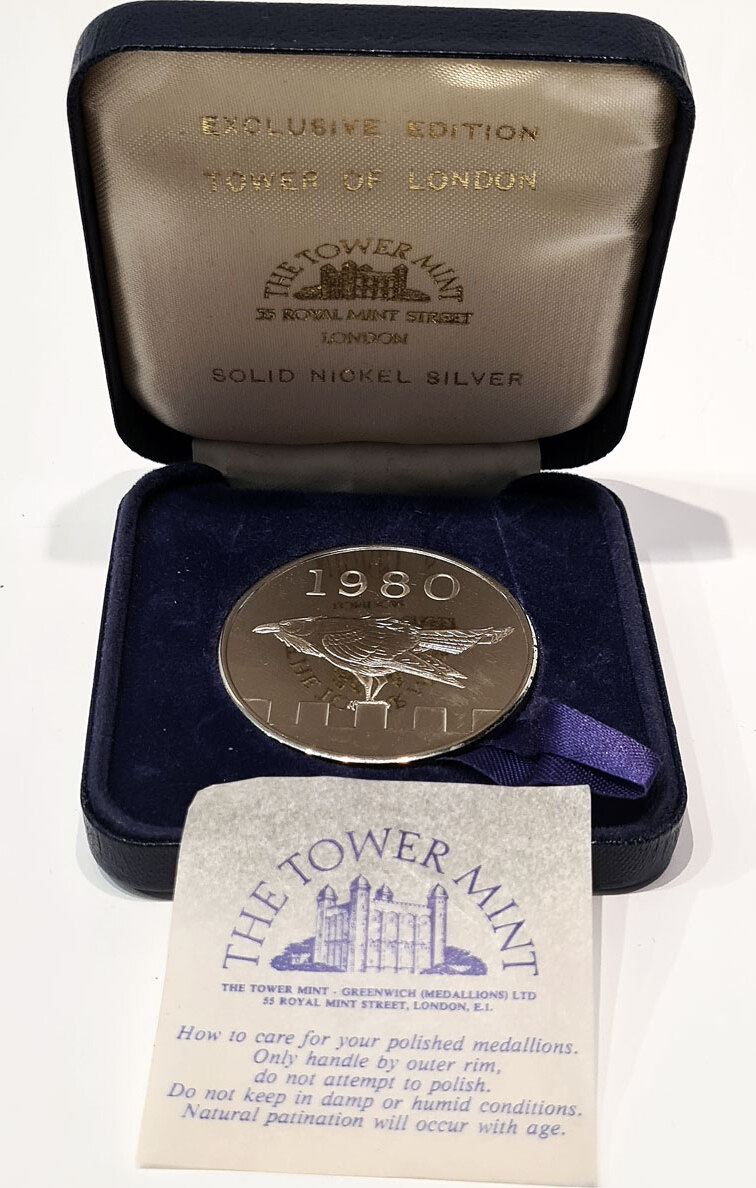 EXCLUSIVE EDITION
TOWER OF LONDON
THE TOWER MINT
55 ROYAL MINT STREET
LONDON
SOLID NICKEL SILVER
1980
THE TOWER MINT
THE TOWER MINT - GREENWICH (MEDALLIONS) LTD
55 ROYAL MINT STREET, LONDON, E.1.
How to care for your polished medallions.
Only handle by outer rim,
do not attempt to polish.
Do not keep in damp or humid conditions.
Natural patination will occur with age.